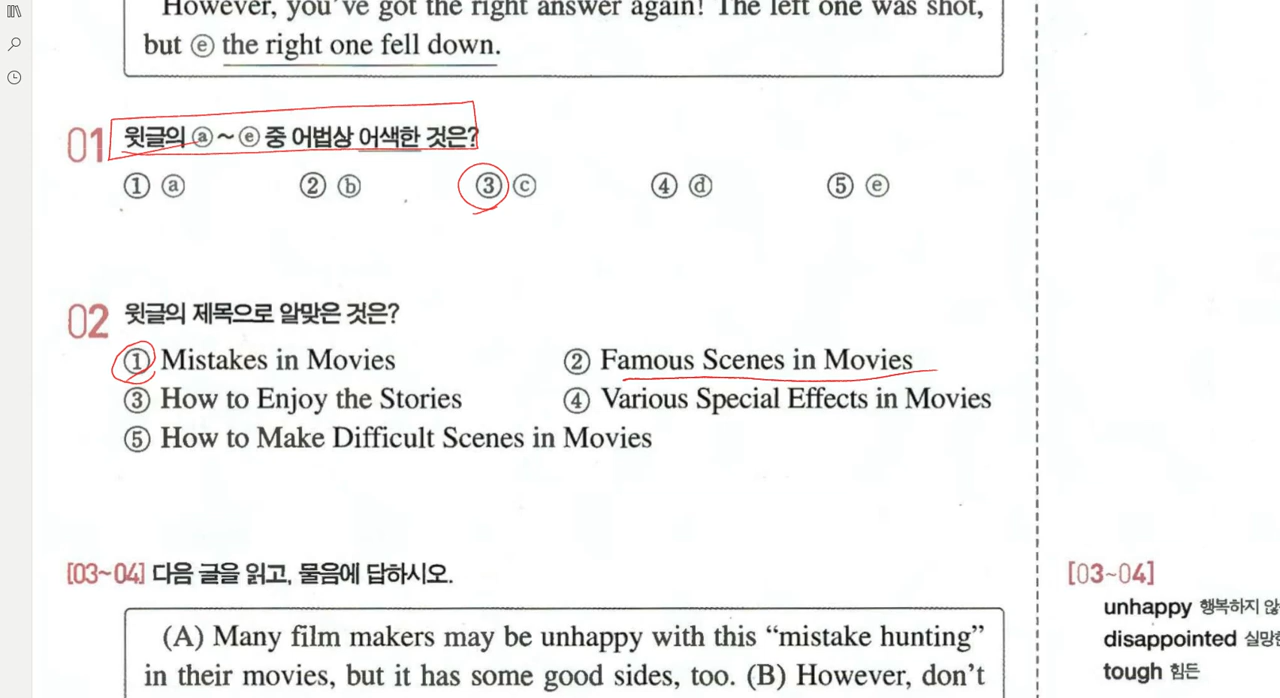 However, you've got the right answer again! The left one was shot,
but ⓔ the right one fell down.
01 윗글의 ⓐ~ⓔ 중 어법상 어색한 것은?
① ⓐ ② ⓑ ③ ⓒ ④ ⓓ ⑤ ⓔ
02 윗글의 제목으로 알맞은 것은?
① Mistakes in Movies ② Famous Scenes in Movies
③ How to Enjoy the Stories ④ Various Special Effects in Movies
⑤ How to Make Difficult Scenes in Movies
[03~04] 다음 글을 읽고, 물음에 답하시오.
(A) Many film makers may be unhappy with this “mistake hunting”
in their movies, but it has some good sides, too. (B) However, don't
[03~04]
unhappy 행복하지 않
disappointed 실망한
tough 힘든